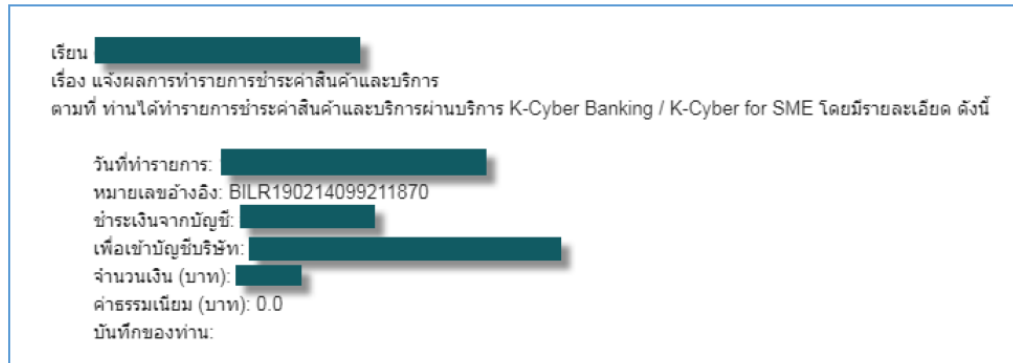 เรียน
เรื่อง แจ้งผลการทำรายการชำระค่าสินค้าและบริการ
ตามที่ ท่านได้ทำรายการชำระค่าสินค้าและบริการผ่านบริการ K-Cyber Banking / K-Cyber for SME โดยมีรายละเอียด ดังนี้
วันที่ทำรายการ:
หมายเลขอ้างอิง: BILR190214099211870
ชำระเงินจากบัญชี:
เพื่อเข้าบัญชีบริษัท:
จำนวนเงิน (บาท):
ค่าธรรมเนียม (บาท): 0.0
บันทึกของท่าน: